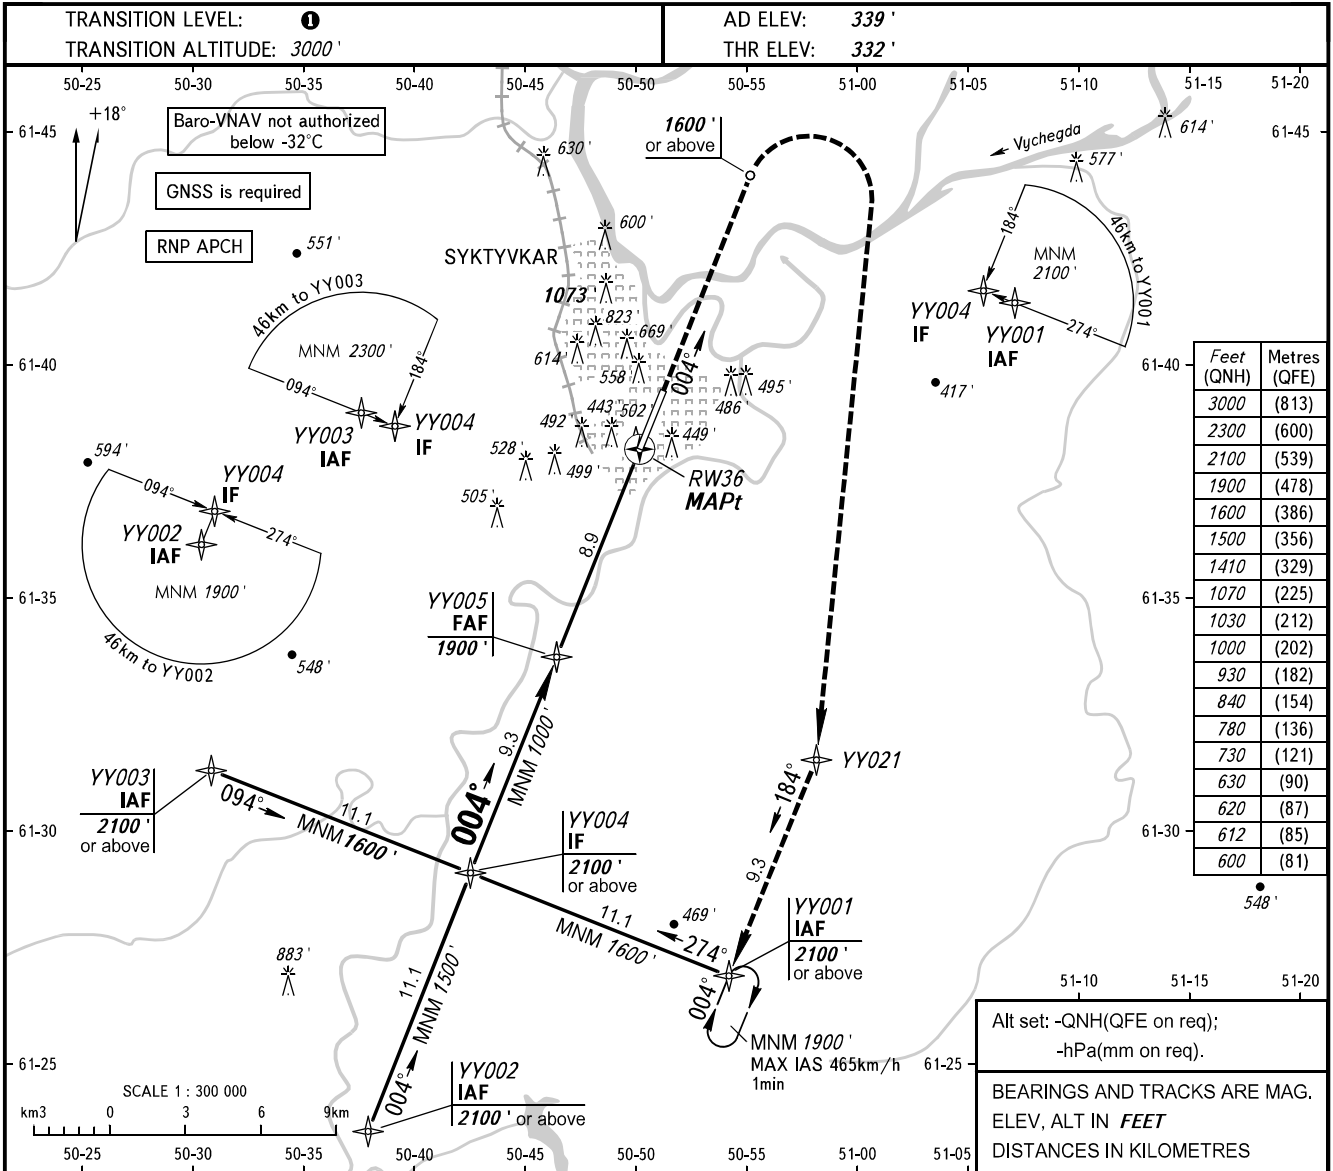 TRANSITION LEVEL: ❶
TRANSITION ALTITUDE: 3000 '
AD ELEV: 339 '
THR ELEV: 332 '
50-25 50-30 50-35 50-40 50-45 50-50 50-55 51-00 51-05 51-10 51-15 51-20
+18°
Baro-VNAV not authorized
below -32°C
GNSS is required
RNP APCH
61-45
61-45
630 '
1600 '
or above
Vychegda
614 '
577 '
600 '
551 '
SYKTYVKAR
1073 '
823 '
669 '
614 '
558 '
004°
443 '
502 '
492 '
449 '
486 '
495 '
528 '
499 '
505 '
417 '
184°
MNM
2100 '
46km to YY001
YY004
IF
YY001
IAF
274°
46km to YY003
MNM 2300 '
094°
184°
YY003
IAF
YY004
IF
61-40
61-40
594 '
094°
YY004
IF
YY002
IAF
274°
MNM 1900 '
46km to YY002
548 '
RW36
MAPt
8.9
61-35
61-35
YY005
FAF
1900 '
9.3
MNM 1000 '
004°
YY003
IAF
2100 '
or above
094°
11.1
MNM 1600 '
YY004
IF
2100 '
or above
YY021
184°
9.3
61-30
61-30
469 '
11.1
MNM 1600 '
274°
YY001
IAF
2100 '
or above
004°
MNM 1900 '
MAX IAS 465km/h
1min
883 '
11.1
MNM 1500 '
004°
YY002
IAF
2100 ' or above
61-25
61-25
SCALE 1 : 300 000
km3 0 3 6 9km
50-25 50-30 50-35 50-40 50-45 50-50 50-55 51-00 51-05
51-10 51-15 51-20
Feet (QNH) Metres (QFE)
3000 (813)
2300 (600)
2100 (539)
1900 (478)
1600 (386)
1500 (356)
1410 (329)
1070 (225)
1030 (212)
1000 (202)
930 (182)
840 (154)
780 (136)
730 (121)
630 (90)
620 (87)
612 (85)
600 (81)
548 '
Alt set: -QNH(QFE on req);
-hPa(mm on req).
BEARINGS AND TRACKS ARE MAG.
ELEV, ALT IN FEET
DISTANCES IN KILOMETRES